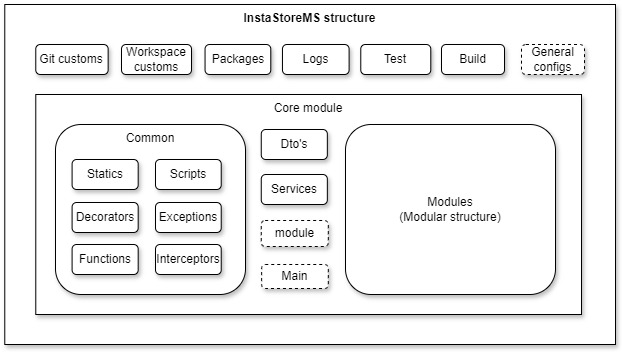 InstaStoreMS structure
Git customs
Workspace
customs
Packages
Logs
Test
Build
General
configs
Core module
Common
Statics
Scripts
Decorators
Exceptions
Functions
Interceptors
Dto's
Services
module
Main
Modules
(Modular structure)